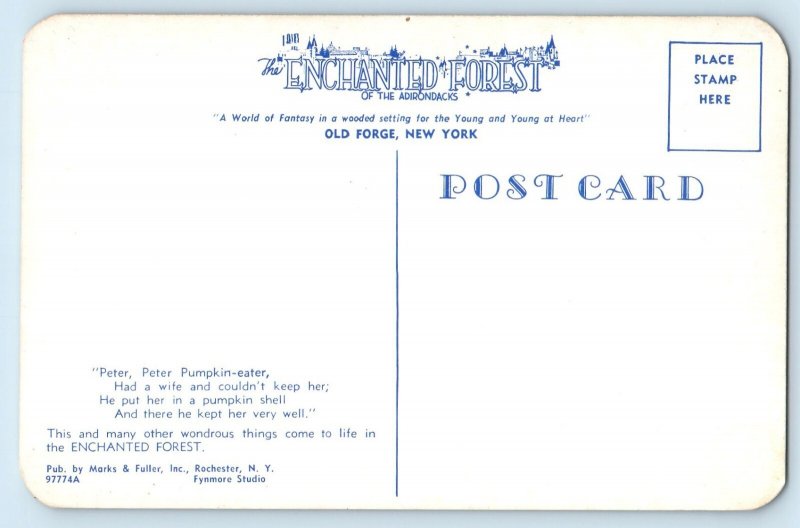 The ENCHANTED FOREST
OF THE ADIRONDACKS
"A World of Fantasy in a wooded setting for the Young and Young at Heart"
OLD FORGE, NEW YORK
PLACE
STAMP
HERE
POST CARD
"Peter, Peter Pumpkin-eater,
Had a wife and couldn't keep her;
He put her in a pumpkin shell
And there he kept her very well."
This and many other wondrous things come to life in
the ENCHANTED FOREST.
Pub. by Marks & Fuller, Inc., Rochester, N. Y.
97774A Fynmore Studio